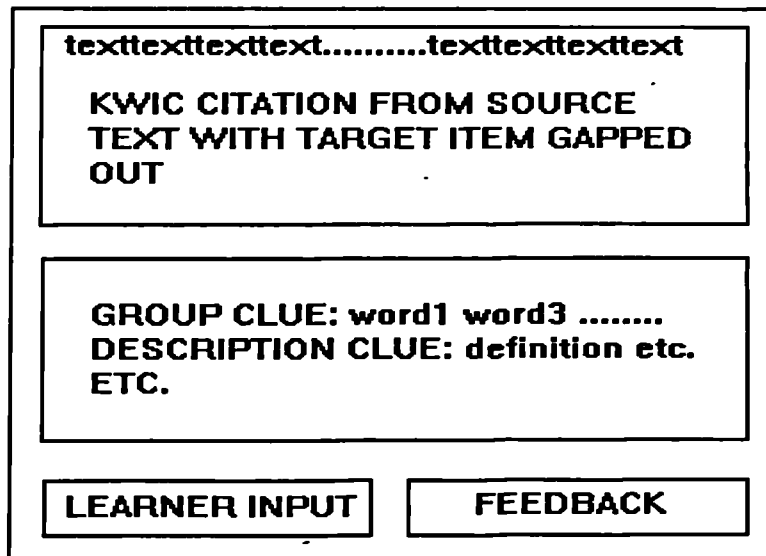 texttexttexttext..........texttexttexttext
KWIC CITATION FROM SOURCE
TEXT WITH TARGET ITEM GAPPED
OUT
GROUP CLUE: word1 word3 ........
DESCRIPTION CLUE: definition etc.
ETC.
LEARNER INPUT
FEEDBACK